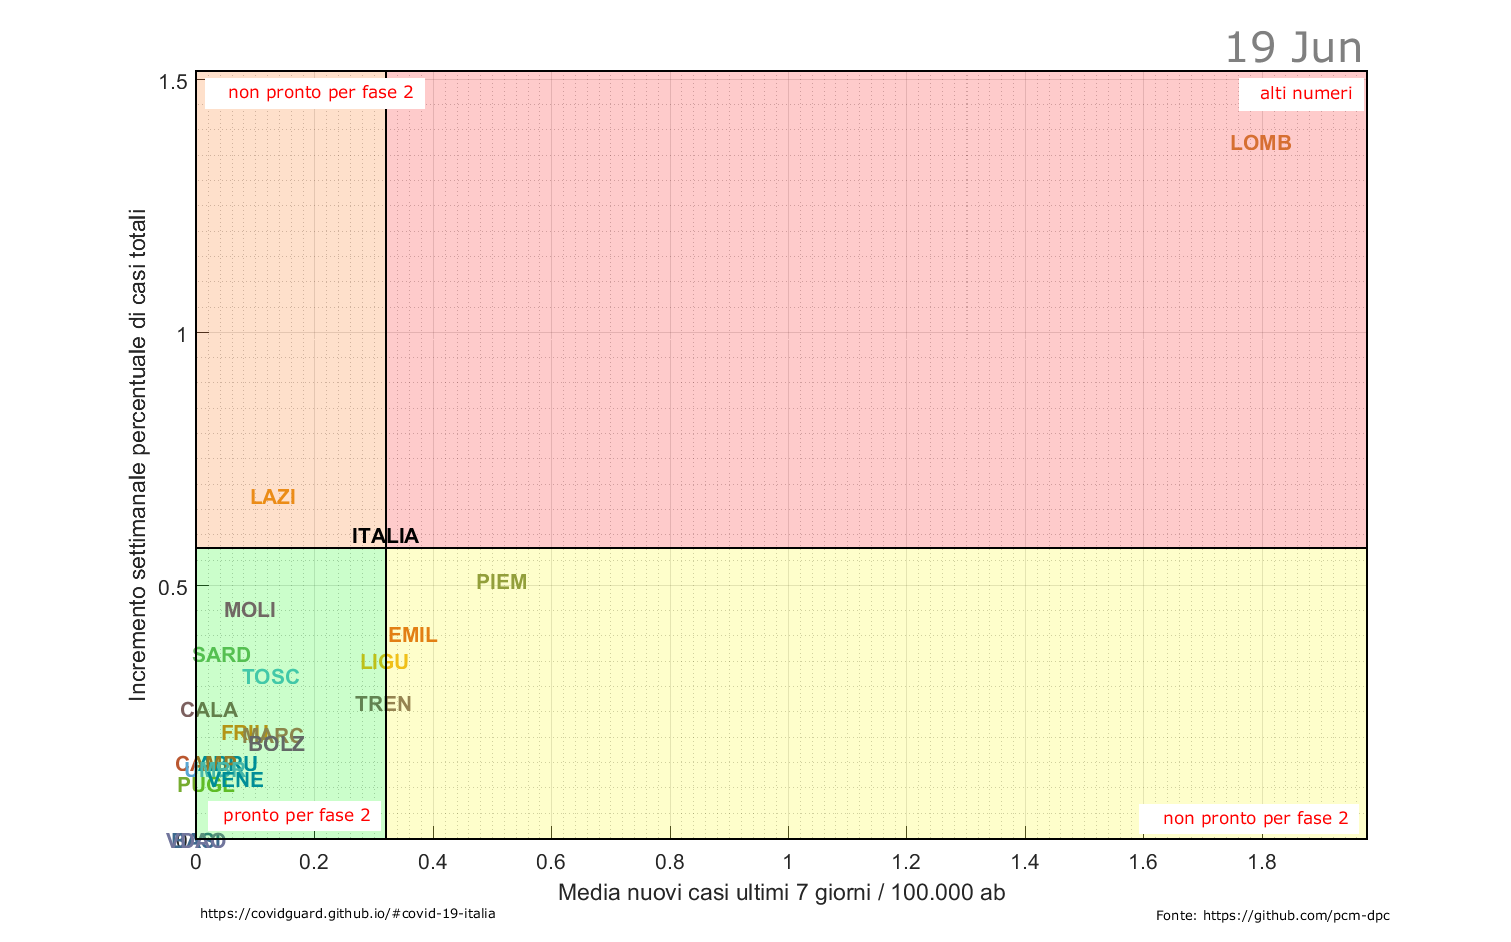 19 Jun
1.5
non pronto per fase 2
alti numeri
LOMB
Incremento settimanale percentuale di casi totali
1
LAZI
ITALIA
0.5
PIEM
MOLI
EMIL
SARD
LIGU
TOSC
TREN
CALA
FRIU
MARC
BOLZ
VENE
PUGL
pronto per fase 2
non pronto per fase 2
0 0.2 0.4 0.6 0.8 1 1.2 1.4 1.6 1.8
Media nuovi casi ultimi 7 giorni / 100.000 ab
https://covidguard.github.io/#covid-19-italia
Fonte: https://github.com/pcm-dpc